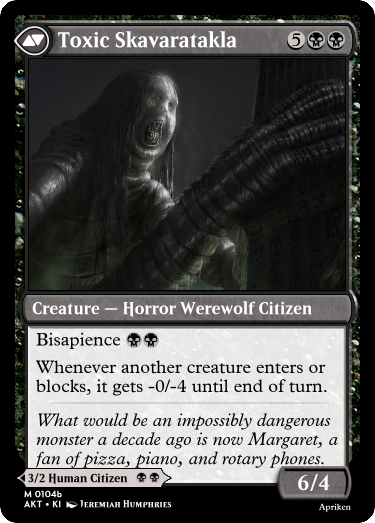 Toxic Skavaratakla 5
Creature — Horror Werewolf Citizen
Bisapience
Whenever another creature enters or
blocks, it gets -0/-4 until end of turn.
What would be an impossibly dangerous
monster a decade ago is now Margaret, a
fan of pizza, piano, and rotary phones.
3/2 Human Citizen
6/4
M 0104b
AKT • KI Jeremiah Humphries
Apriken